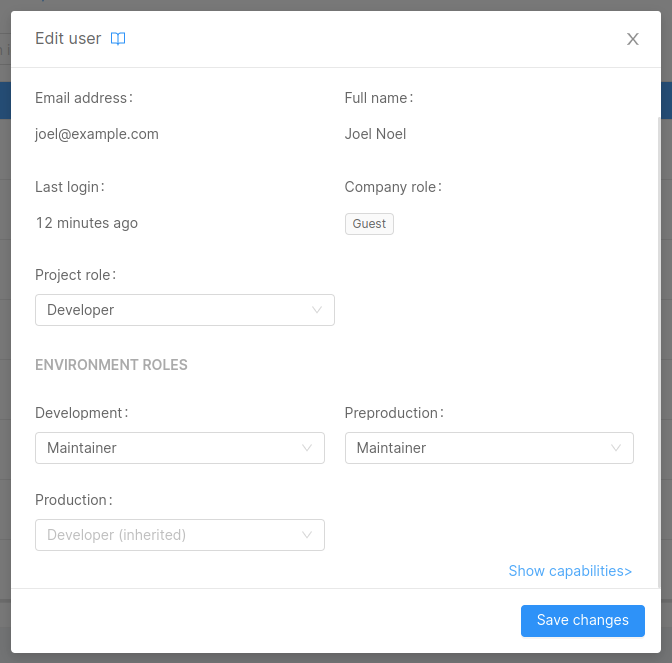 Edit user
Email address: Full name:
joel@example.com Joel Noel
Last login: Company role:
12 minutes ago Guest
Project role:
Developer
ENVIRONMENT ROLES
Development: Preproduction:
Maintainer Maintainer
Production:
Developer (inherited)
Show capabilities>
Save changes